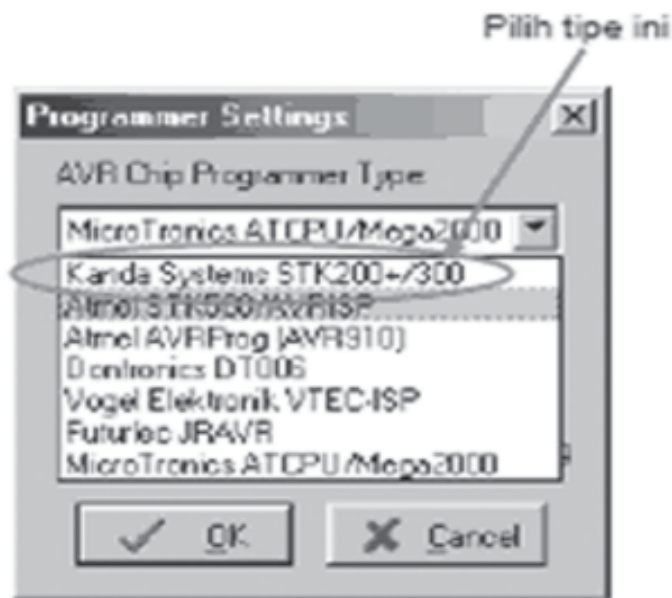 Pilih tipe ini
Programmer Settings
AVR Chip Programmer Type:
MicroTronics ATCPU/Mega2000
Kanda Systems STK200+/300
Atmel STK500/AVRISP
Atmel AVRProg (AVR910)
Dontronics DT006
Vogel Elektronik VTEC-ISP
Futurlec JRAVR
MicroTronics ATCPU/Mega2000
OK
Cancel